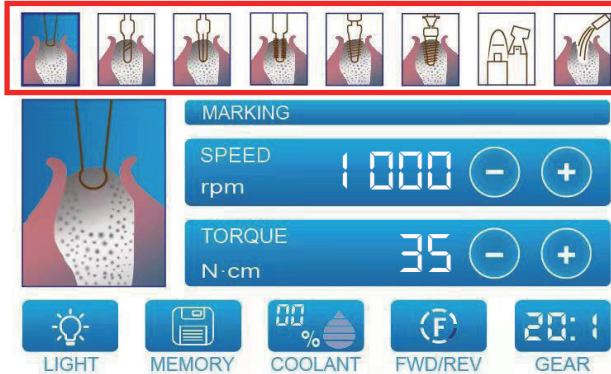 MARKING
SPEED
rpm
1000
-
+
TORQUE
N·cm
35
-
+
00
%
F
20:1
LIGHT
MEMORY
COOLANT
FWD/REV
GEAR